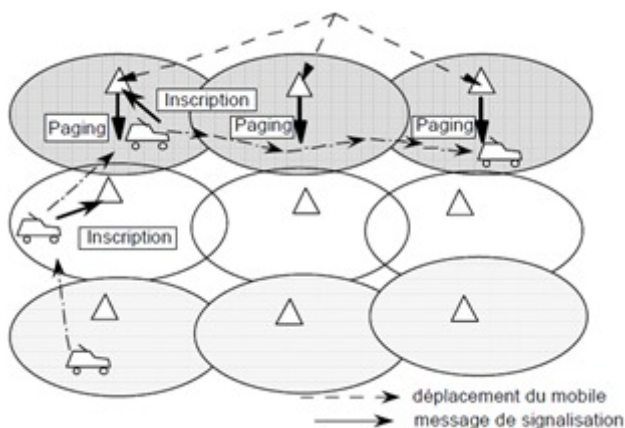 Inscription
Paging
Paging
Paging
Inscription
déplacement du mobile
message de signalisation